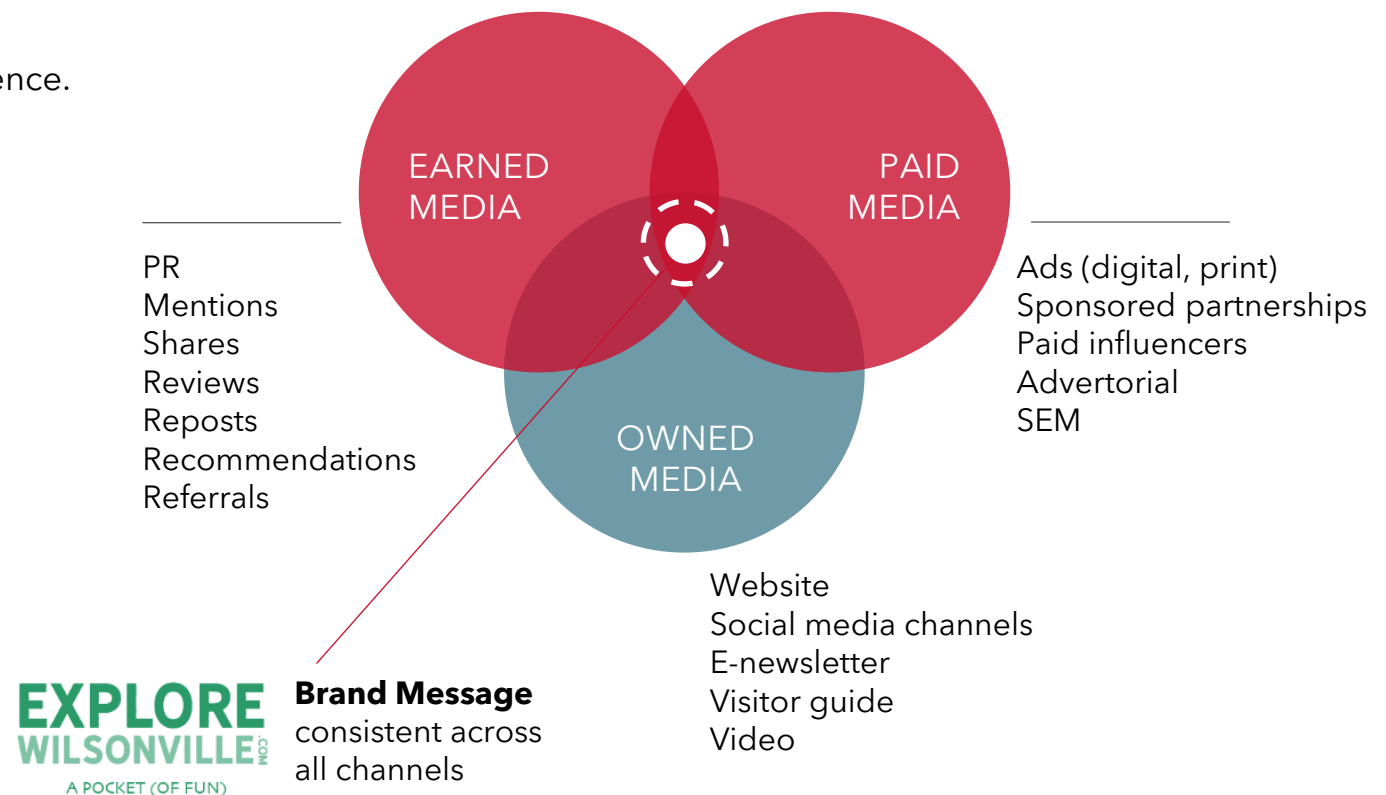 ence.
EARNED
MEDIA
PAID
MEDIA
PR
Mentions
Shares
Reviews
Reposts
Recommendations
Referrals
Ads (digital, print)
Sponsored partnerships
Paid influencers
Advertorial
SEM
OWNED
MEDIA
Website
Social media channels
E-newsletter
Visitor guide
Video
Brand Message
consistent across
all channels
EXPLORE
WILSONVILLE.COM
A POCKET (OF FUN)